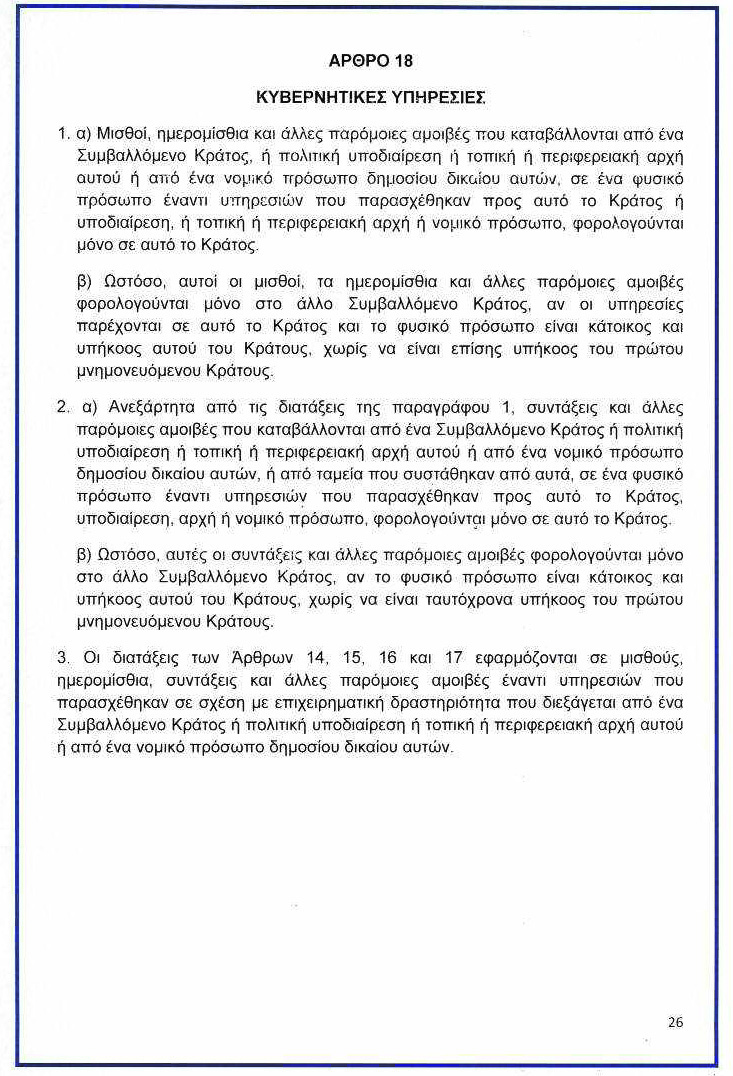 ΑΡΘΡΟ 18
ΚΥΒΕΡΝΗΤΙΚΕΣ ΥΠΗΡΕΣΙΕΣ
1. α) Μισθοί, ημερομίσθια και άλλες παρόμοιες αμοιβές που καταβάλλονται από ένα
Συμβαλλόμενο Κράτος, ή πολιτική υποδιαίρεση ή τοπική ή περιφερειακή αρχή
αυτού ή από ένα νομικό πρόσωπο δημοσίου δικαίου αυτών, σε ένα φυσικό
πρόσωπο έναντι υπηρεσιών που παρασχέθηκαν προς αυτό το Κράτος ή
υποδιαίρεση, ή τοπική ή περιφερειακή αρχή ή νομικό πρόσωπο, φορολογούνται
μόνο σε αυτό το Κράτος.
β) Ωστόσο, αυτοί οι μισθοί, τα ημερομίσθια και άλλες παρόμοιες αμοιβές
φορολογούνται μόνο στο άλλο Συμβαλλόμενο Κράτος, αν οι υπηρεσίες
παρέχονται σε αυτό το Κράτος και το φυσικό πρόσωπο είναι κάτοικος και
υπήκοος αυτού του Κράτους, χωρίς να είναι επίσης υπήκοος του πρώτου
μνημονευόμενου Κράτους.
2. α) Ανεξάρτητα από τις διατάξεις της παραγράφου 1, συντάξεις και άλλες
παρόμοιες αμοιβές που καταβάλλονται από ένα Συμβαλλόμενο Κράτος ή πολιτική
υποδιαίρεση ή τοπική ή περιφερειακή αρχή αυτού ή από ένα νομικό πρόσωπο
δημοσίου δικαίου αυτών, ή από ταμεία που συστάθηκαν από αυτά, σε ένα φυσικό
πρόσωπο έναντι υπηρεσιών που παρασχέθηκαν προς αυτό το Κράτος,
υποδιαίρεση, αρχή ή νομικό πρόσωπο, φορολογούνται μόνο σε αυτό το Κράτος.
β) Ωστόσο, αυτές οι συντάξεις και άλλες παρόμοιες αμοιβές φορολογούνται μόνο
στο άλλο Συμβαλλόμενο Κράτος, αν το φυσικό πρόσωπο είναι κάτοικος και
υπήκοος αυτού του Κράτους, χωρίς να είναι ταυτόχρονα υπήκοος του πρώτου
μνημονευόμενου Κράτους.
3. Οι διατάξεις των Άρθρων 14, 15, 16 και 17 εφαρμόζονται σε μισθούς,
ημερομίσθια, συντάξεις και άλλες παρόμοιες αμοιβές έναντι υπηρεσιών που
παρασχέθηκαν σε σχέση με επιχειρηματική δραστηριότητα που διεξάγεται από ένα
Συμβαλλόμενο Κράτος ή πολιτική υποδιαίρεση ή τοπική ή περιφερειακή αρχή αυτού
ή από ένα νομικό πρόσωπο δημοσίου δικαίου αυτών.
26